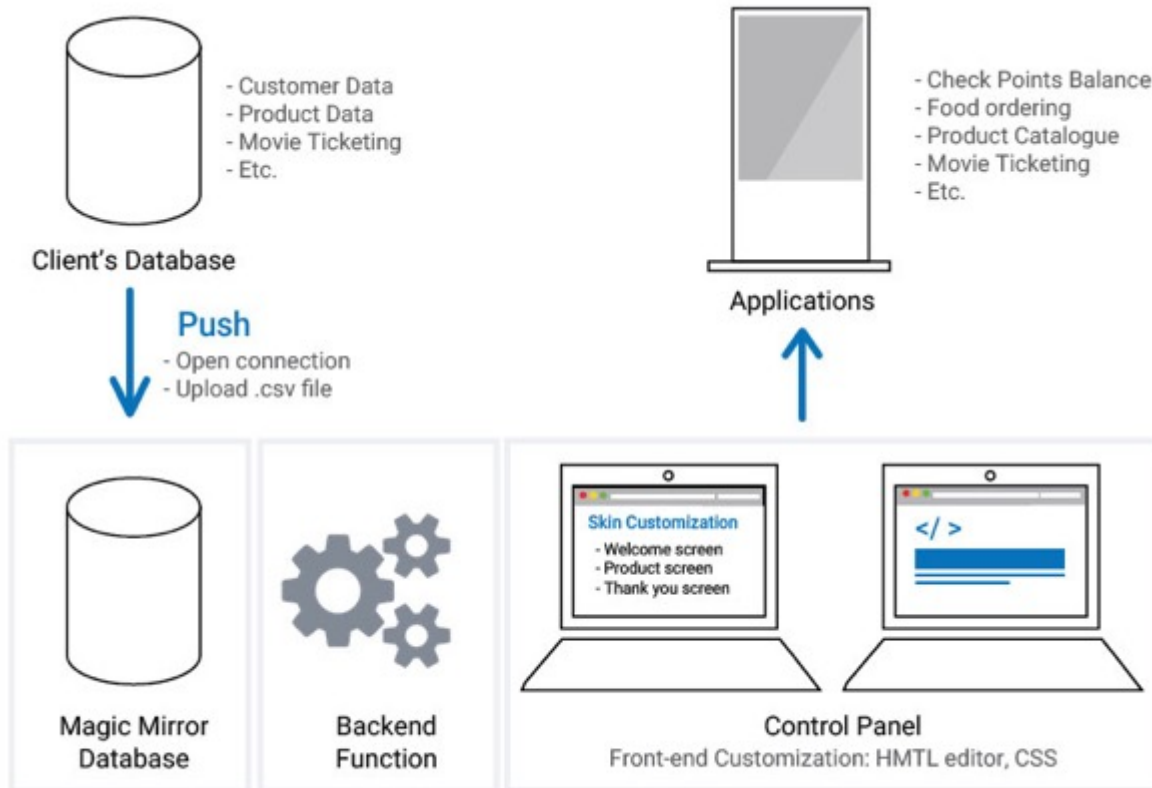 - Customer Data
- Product Data
- Movie Ticketing
- Etc.
Client's Database
Push
- Open connection
- Upload .csv file
- Check Points Balance
- Food ordering
- Product Catalogue
- Movie Ticketing
- Etc.
Applications
Magic Mirror
Database
Backend
Function
Skin Customization
- Welcome screen
- Product screen
- Thank you screen
</ >
Control Panel
Front-end Customization: HMTL editor, CSS